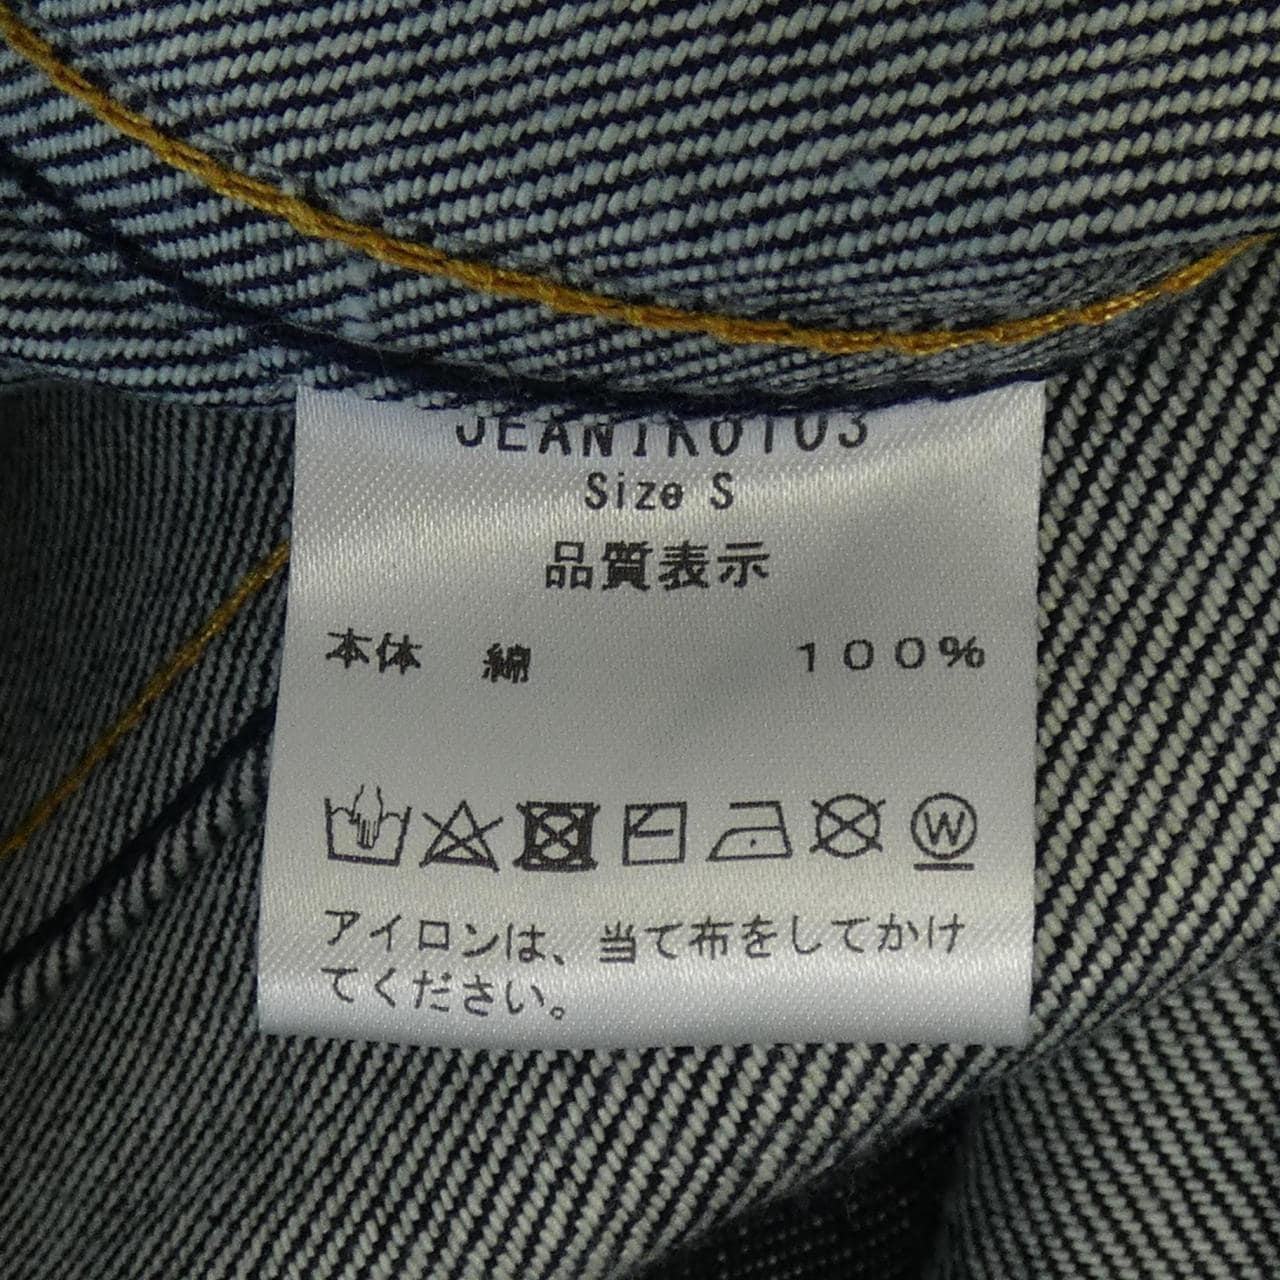 Size S
品質表示
本体 綿 100%
W
アイロンは、当て布をしてかけ
てください。